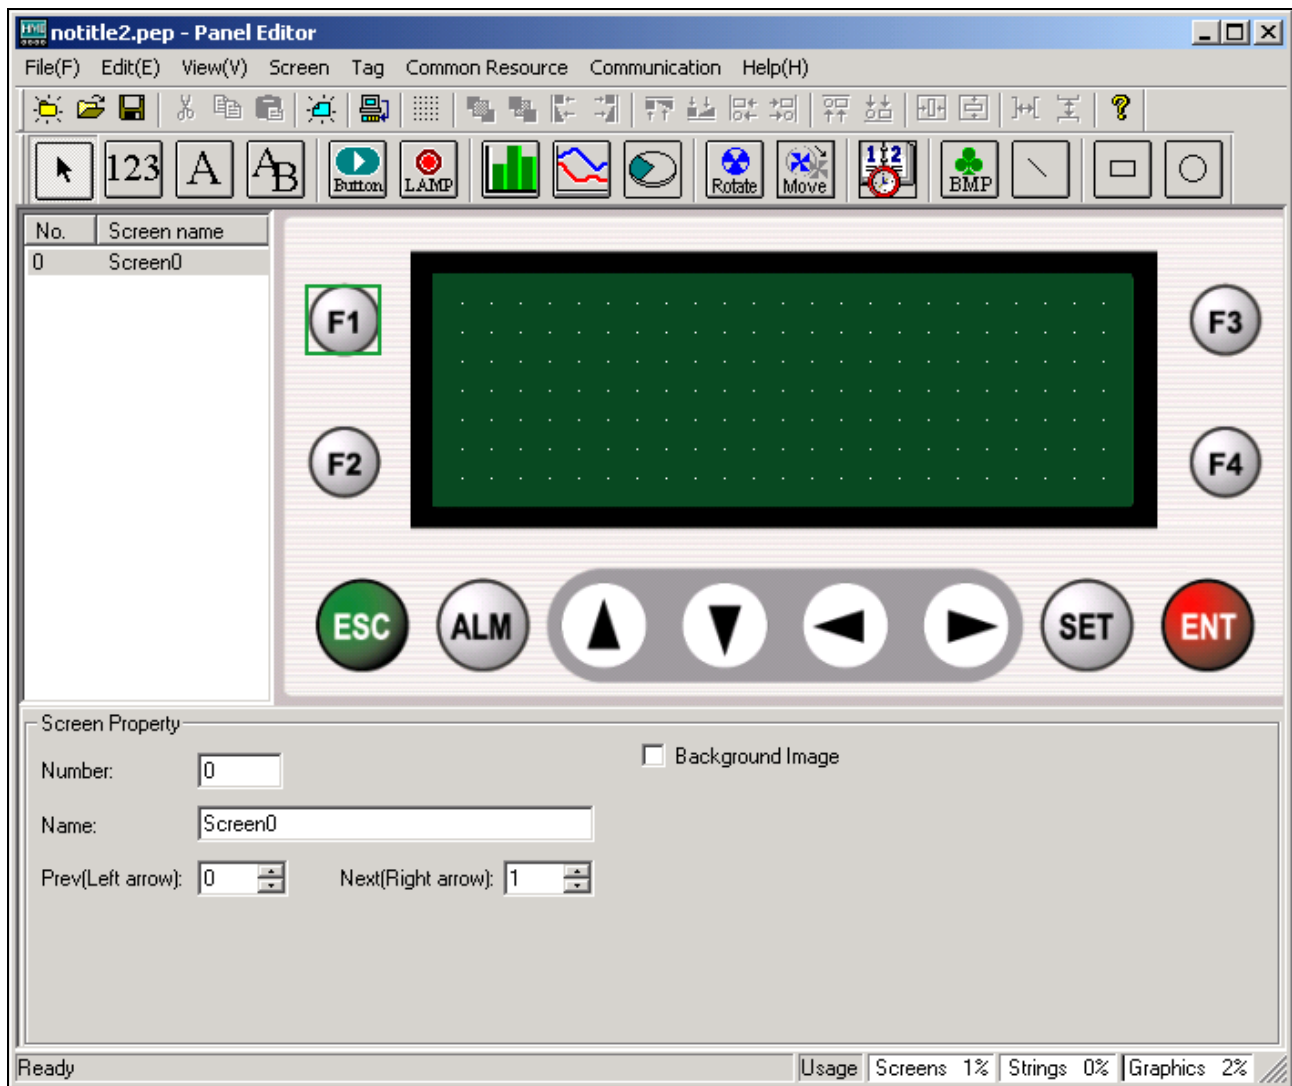 HME notitle2.pep - Panel Editor
File(F) Edit(E) View(V) Screen Tag Common Resource Communication Help(H)
123 A AB Button LAMP Rotate Move 1 2 BMP
No. Screen name
0 Screen0
F1 F3
F2 F4
ESC ALM SET ENT
Screen Property
Background Image
Number: 0
Name: Screen0
Prev(Left arrow): 0 Next(Right arrow): 1
Ready Usage Screens 1% Strings 0% Graphics 2%